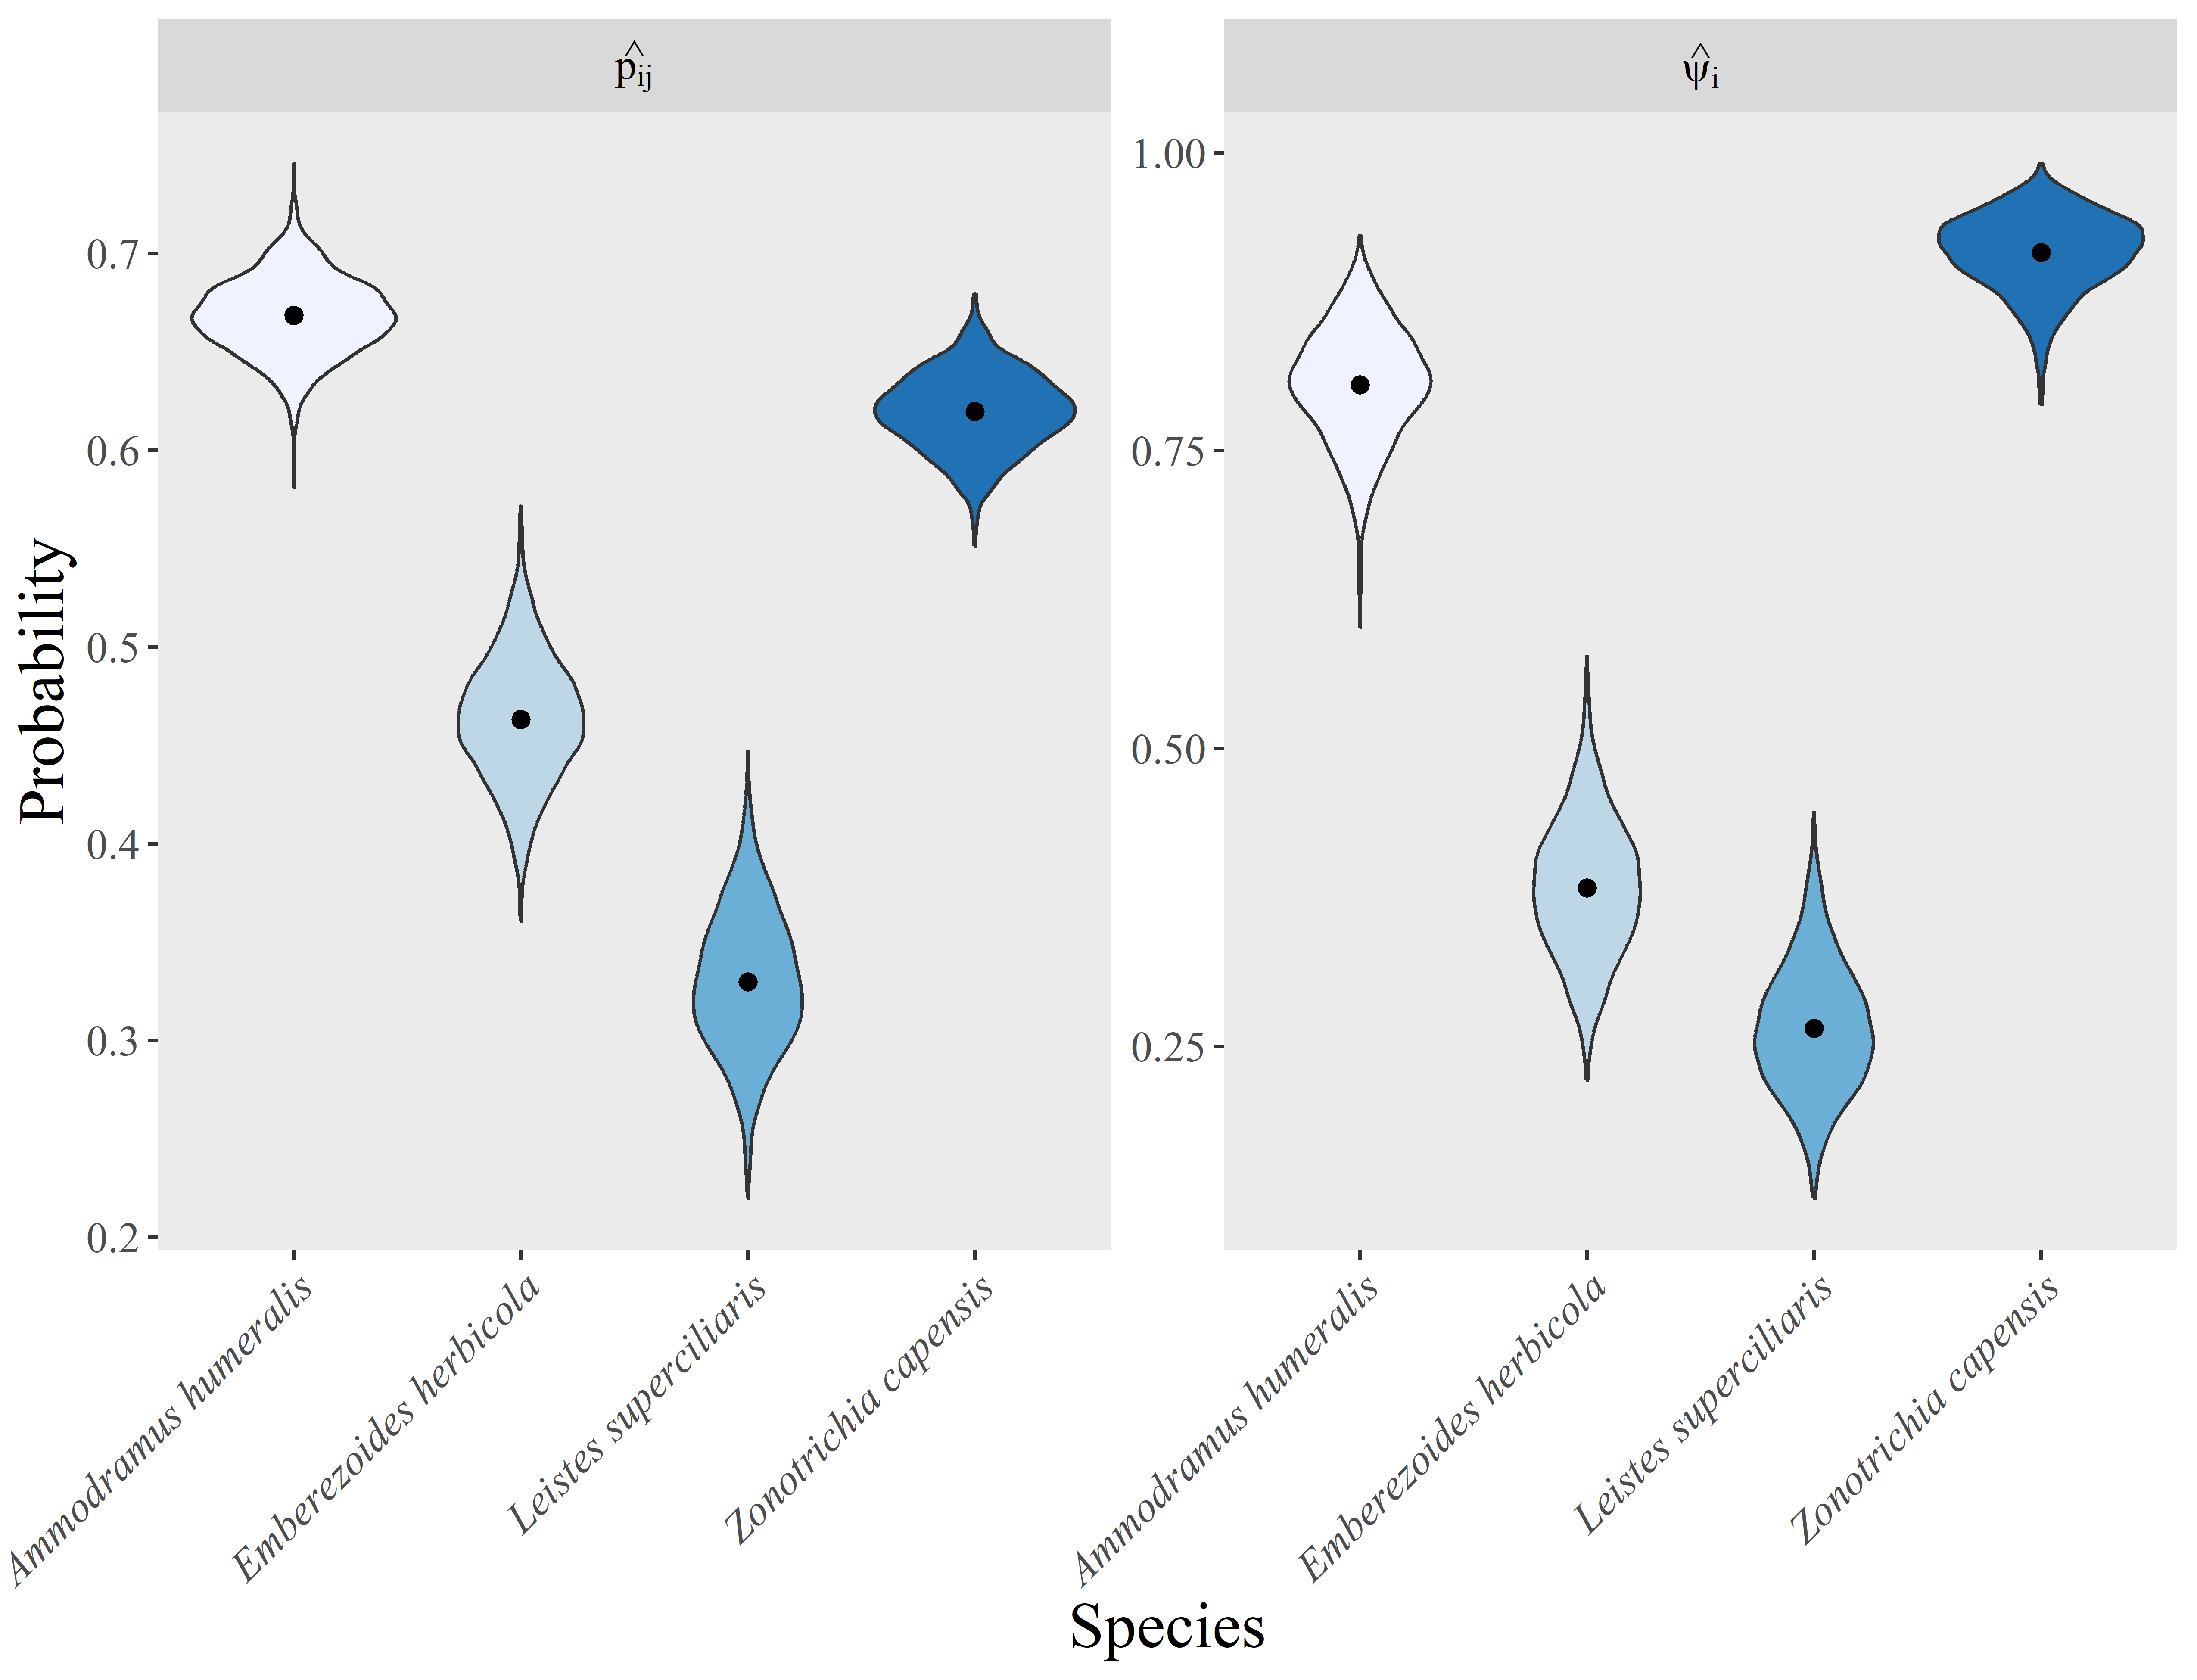 p̂ij
ψ̂i
Probability
0.7
0.6
0.5
0.4
0.3
0.2
1.00
0.75
0.50
0.25
Ammodramus humeralis
Emberezoides herbicola
Leistes superciliaris
Zonotrichia capensis
Ammodramus humeralis
Emberezoides herbicola
Leistes superciliaris
Zonotrichia capensis
Species